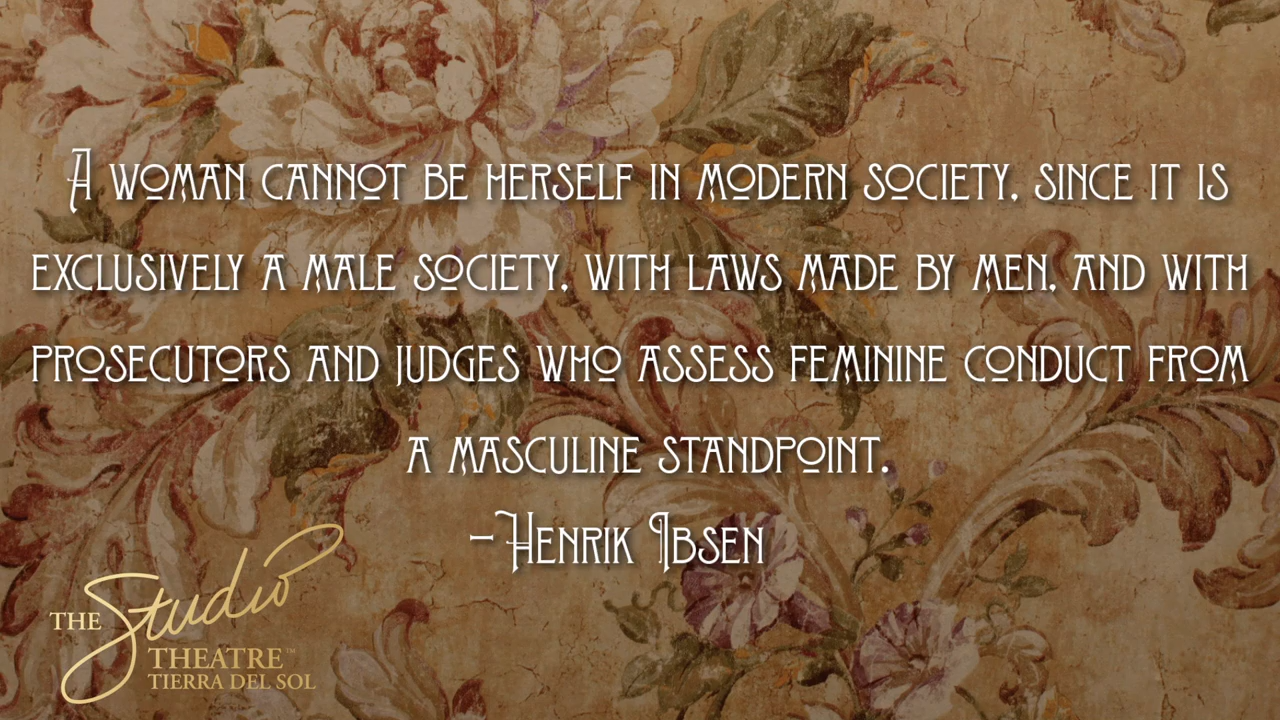 A woman cannot be herself in modern society, since it is
exclusively a male society, with laws made by men, and with
prosecutors and judges who assess feminine conduct from
a masculine standpoint.
-Henrik Ibsen
THE Studio
THEATRE™
TIERRA DEL SOL